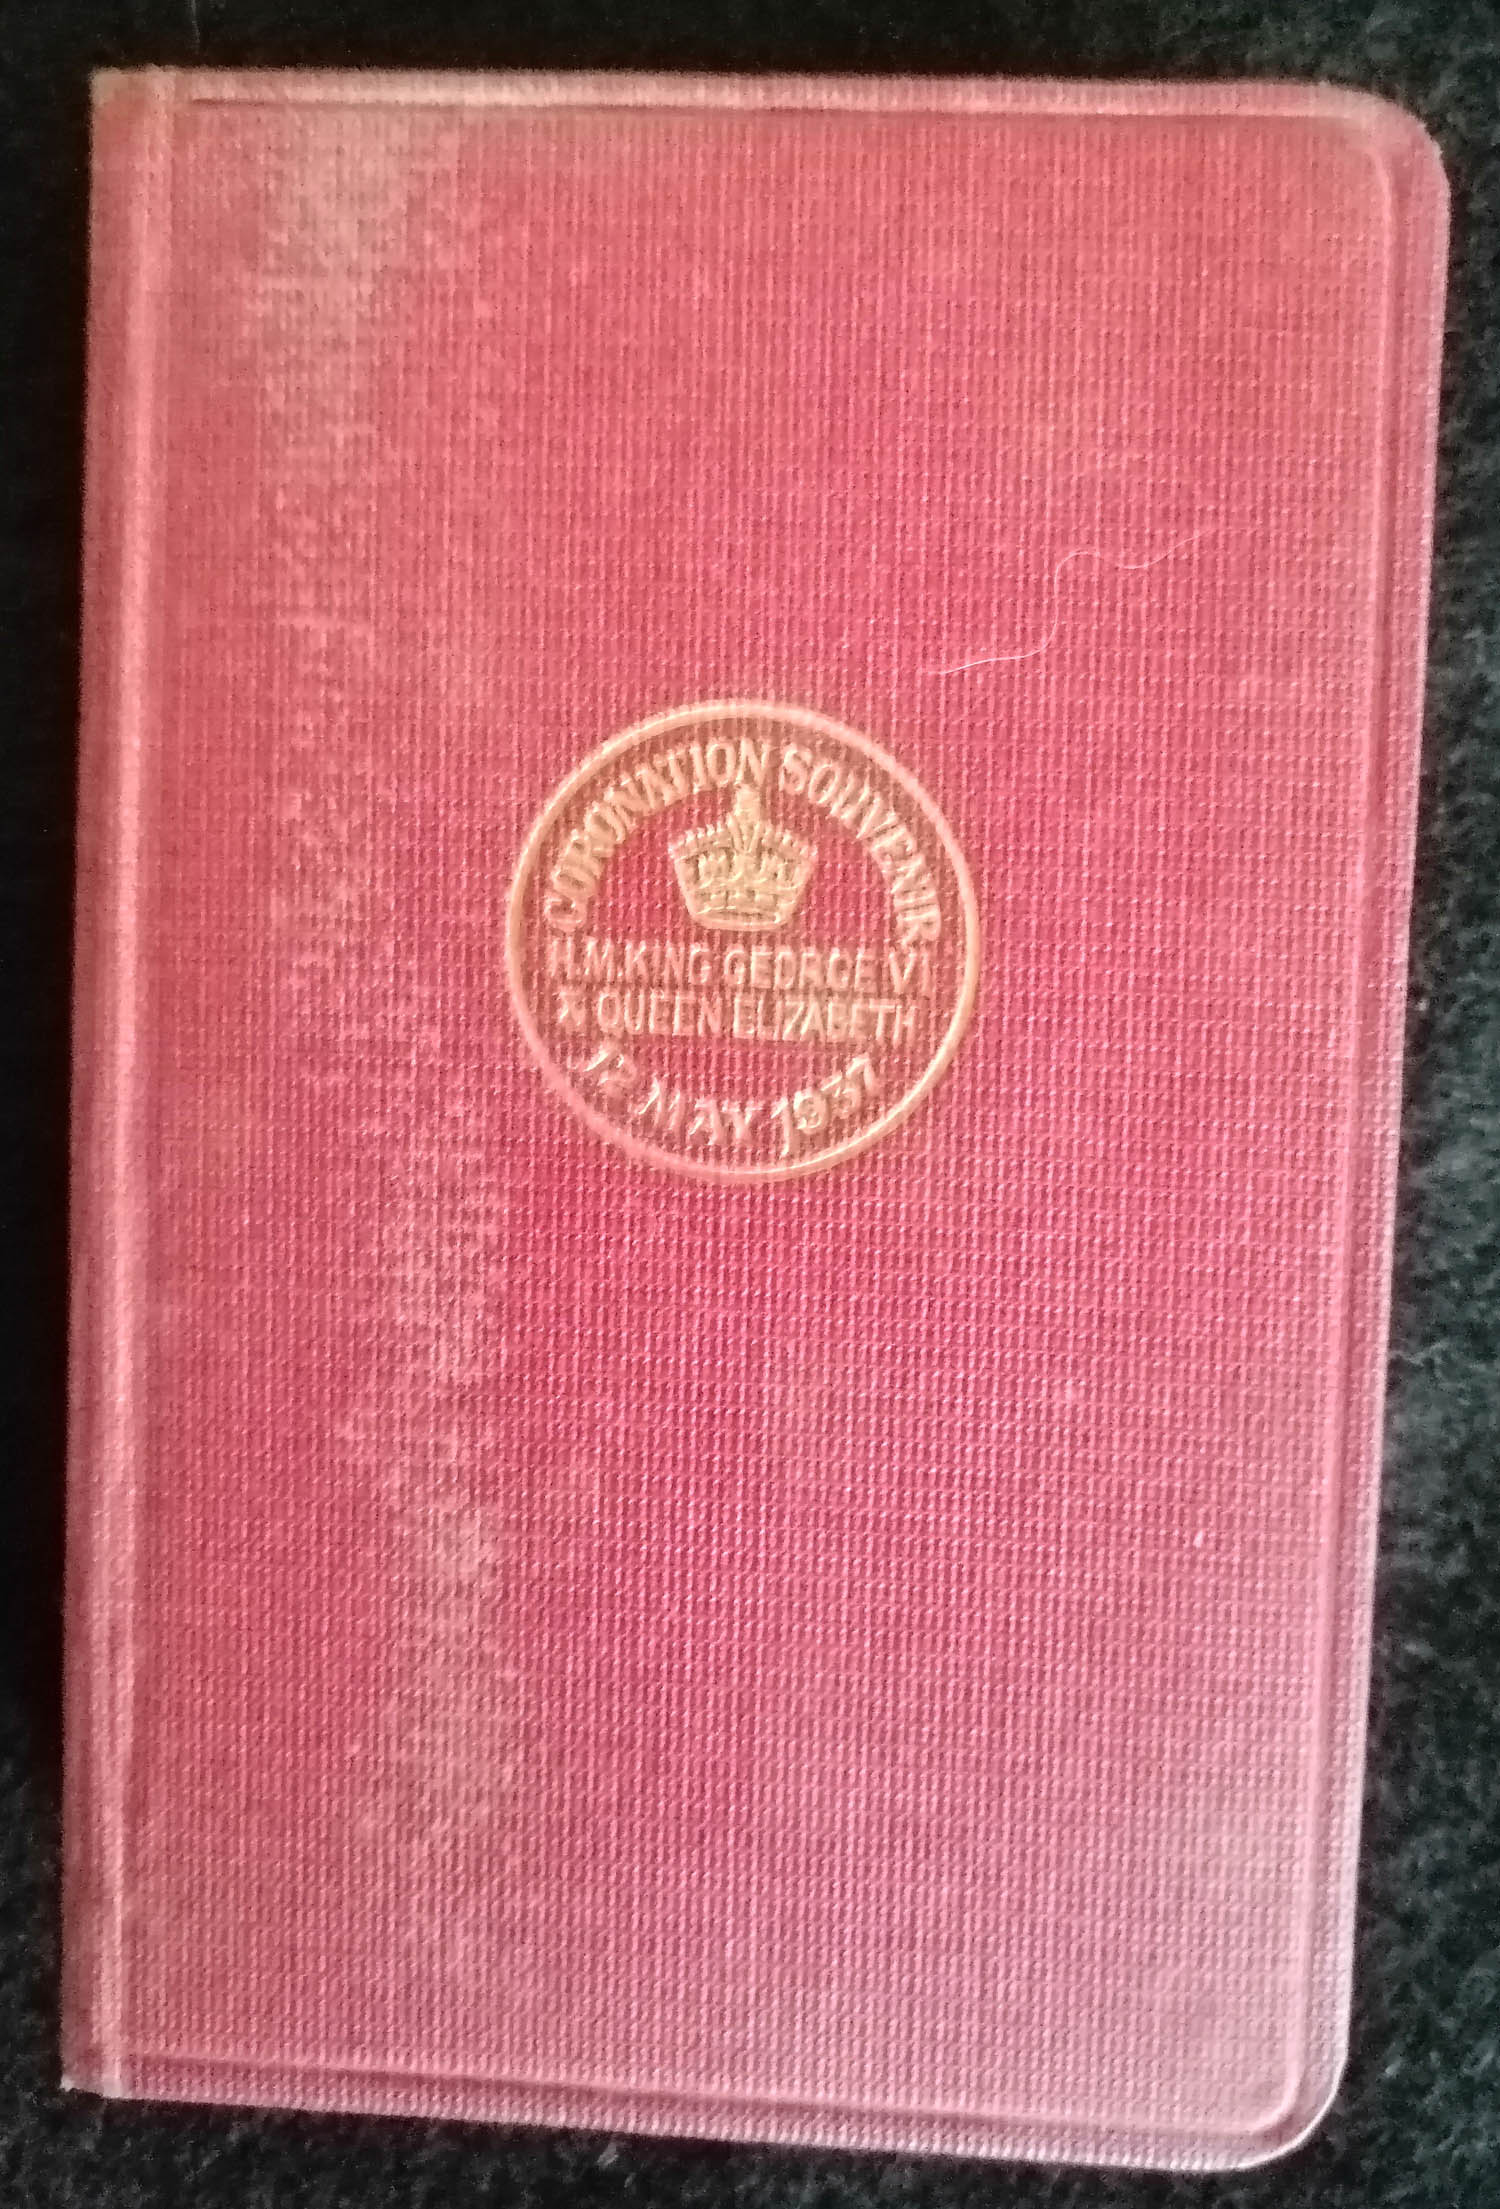 CORONATION SOUVENIR
H.M. KING GEORGE VI
& QUEEN ELIZABETH
12 MAY 1937